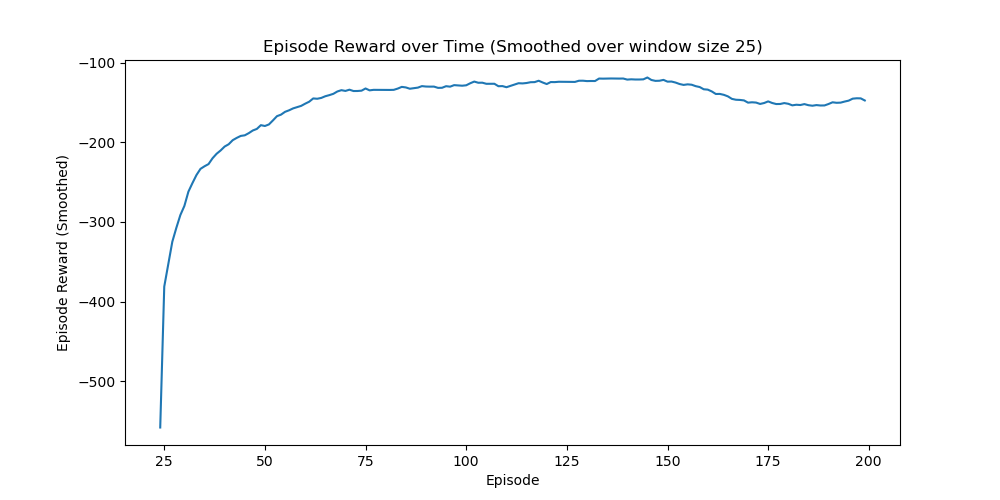 Episode Reward over Time (Smoothed over window size 25)
Episode Reward (Smoothed)
−100
−200
−300
−400
−500
25 50 75 100 125 150 175 200
Episode